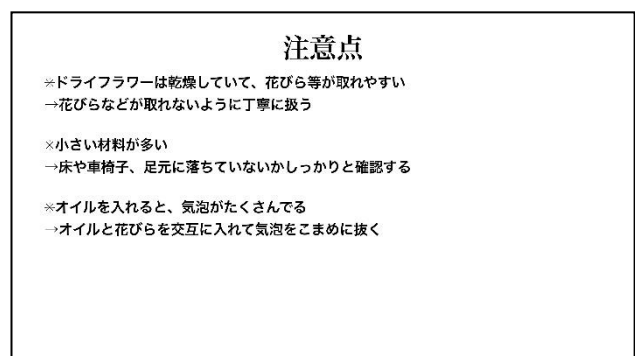 注意点
※ドライフラワーは乾燥していて、花びら等が取れやすい
→花びらなどが取れないように丁寧に扱う
※小さい材料が多い
→床や車椅子、足元に落ちていないかしっかりと確認する
※オイルを入れると、気泡がたくさんでる
→オイルと花びらを交互に入れて気泡をこまめに抜く